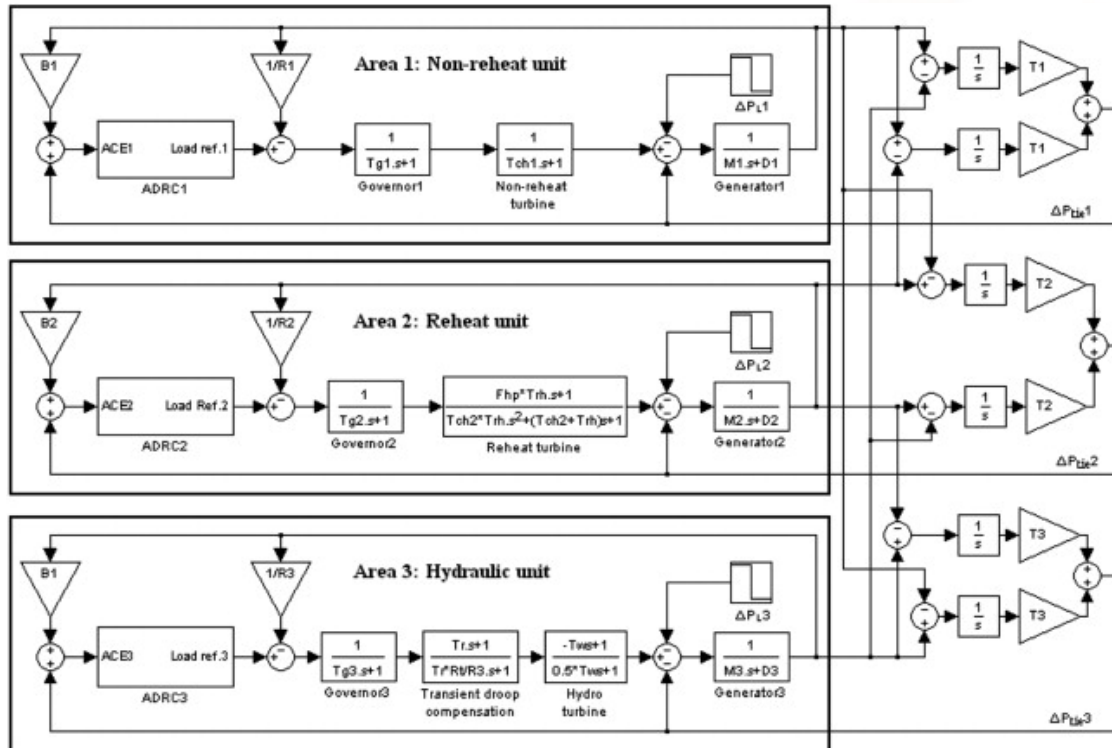 Area 1: Non-reheat unit
B1
1/R1
ΔPL1
ACE1 Load ref.1
ADRC1
+ +
+ -
1
Tg1.s+1
Governor1
1
Tch1.s+1
Non-reheat
turbine
+ - -
1
M1.s+D1
Generator1
+ -
1
s
T1
+ -
1
s
T1
+ +
ΔPtie1
Area 2: Reheat unit
B2
1/R2
ΔPL2
ACE2 Load Ref.2
ADRC2
+ +
+ -
1
Tg2.s+1
Governor2
Fhp*Trh.s+1
Tch2*Trh.s²+(Tch2+Trh)s+1
Reheat turbine
+ - -
1
M2.s+D2
Generator2
+ -
1
s
T2
+ -
1
s
T2
+ +
ΔPtie2
Area 3: Hydraulic unit
B1
1/R3
ΔPL3
ACE3 Load ref.3
ADRC3
+ +
+ -
1
Tg3.s+1
Governor3
Tr.s+1
Tr*Rt/R3.s+1
Transient droop
compensation
-Tws+1
0.5*Tws+1
Hydro
turbine
+ - -
1
M3.s+D3
Generator3
- +
1
s
T3
- +
1
s
T3
+ +
ΔPtie3